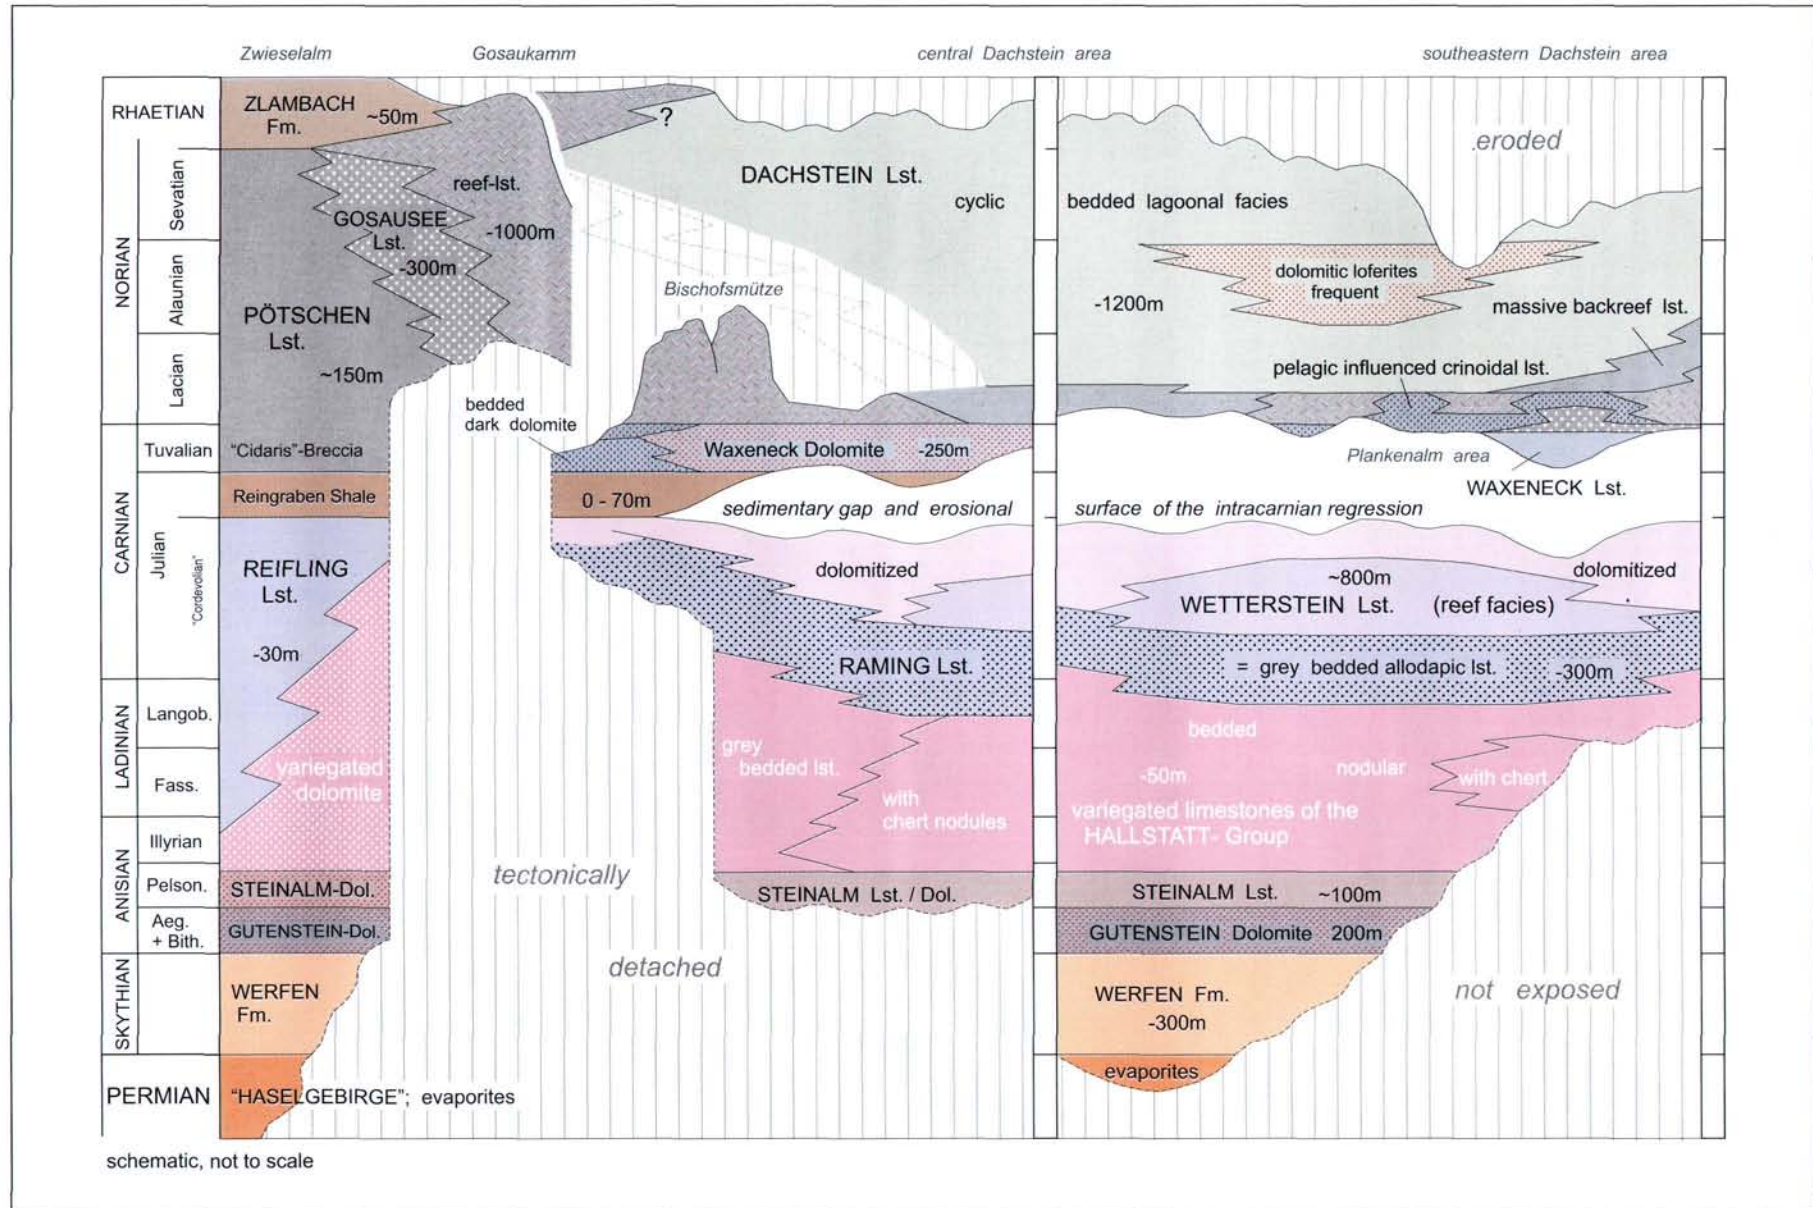 Zwieselalm
Gosaukamm
central Dachstein area
southeastern Dachstein area
RHAETIAN
NORIAN
Sevatian
Alaunian
Lacian
CARNIAN
Tuvalian
Julian
"Cordevolian"
LADINIAN
Langob.
Fass.
ANISIAN
Illyrian
Pelson.
Aeg.
+ Bith.
SKYTHIAN
PERMIAN
ZLAMBACH
Fm.
~50m
reef-lst.
-1000m
GOSAUSEE
Lst.
-300m
PÖTSCHEN
Lst.
~150m
"Cidaris"-Breccia
Reingraben Shale
REIFLING
Lst.
-30m
variegated
dolomite
STEINALM-Dol.
GUTENSTEIN-Dol.
WERFEN
Fm.
"HASELGEBIRGE"; evaporites
?
DACHSTEIN Lst.
cyclic
Bischofsmütze
bedded
dark dolomite
Waxeneck Dolomite -250m
0 - 70m
sedimentary gap and erosional
dolomitized
RAMING Lst.
grey
bedded lst.
with
chert nodules
STEINALM Lst. / Dol.
tectonically
detached
eroded
bedded lagoonal facies
dolomitic loferites
frequent
-1200m
massive backreef lst.
pelagic influenced crinoidal lst.
Plankenalm area
WAXENECK Lst.
surface of the intracarnian regression
~800m
dolomitized
WETTERSTEIN Lst. (reef facies)
= grey bedded allodapic lst. -300m
bedded
-50m
nodular
with chert
variegated limestones of the
HALLSTATT- Group
STEINALM Lst. ~100m
GUTENSTEIN Dolomite 200m
WERFEN Fm.
-300m
not exposed
evaporites
schematic, not to scale